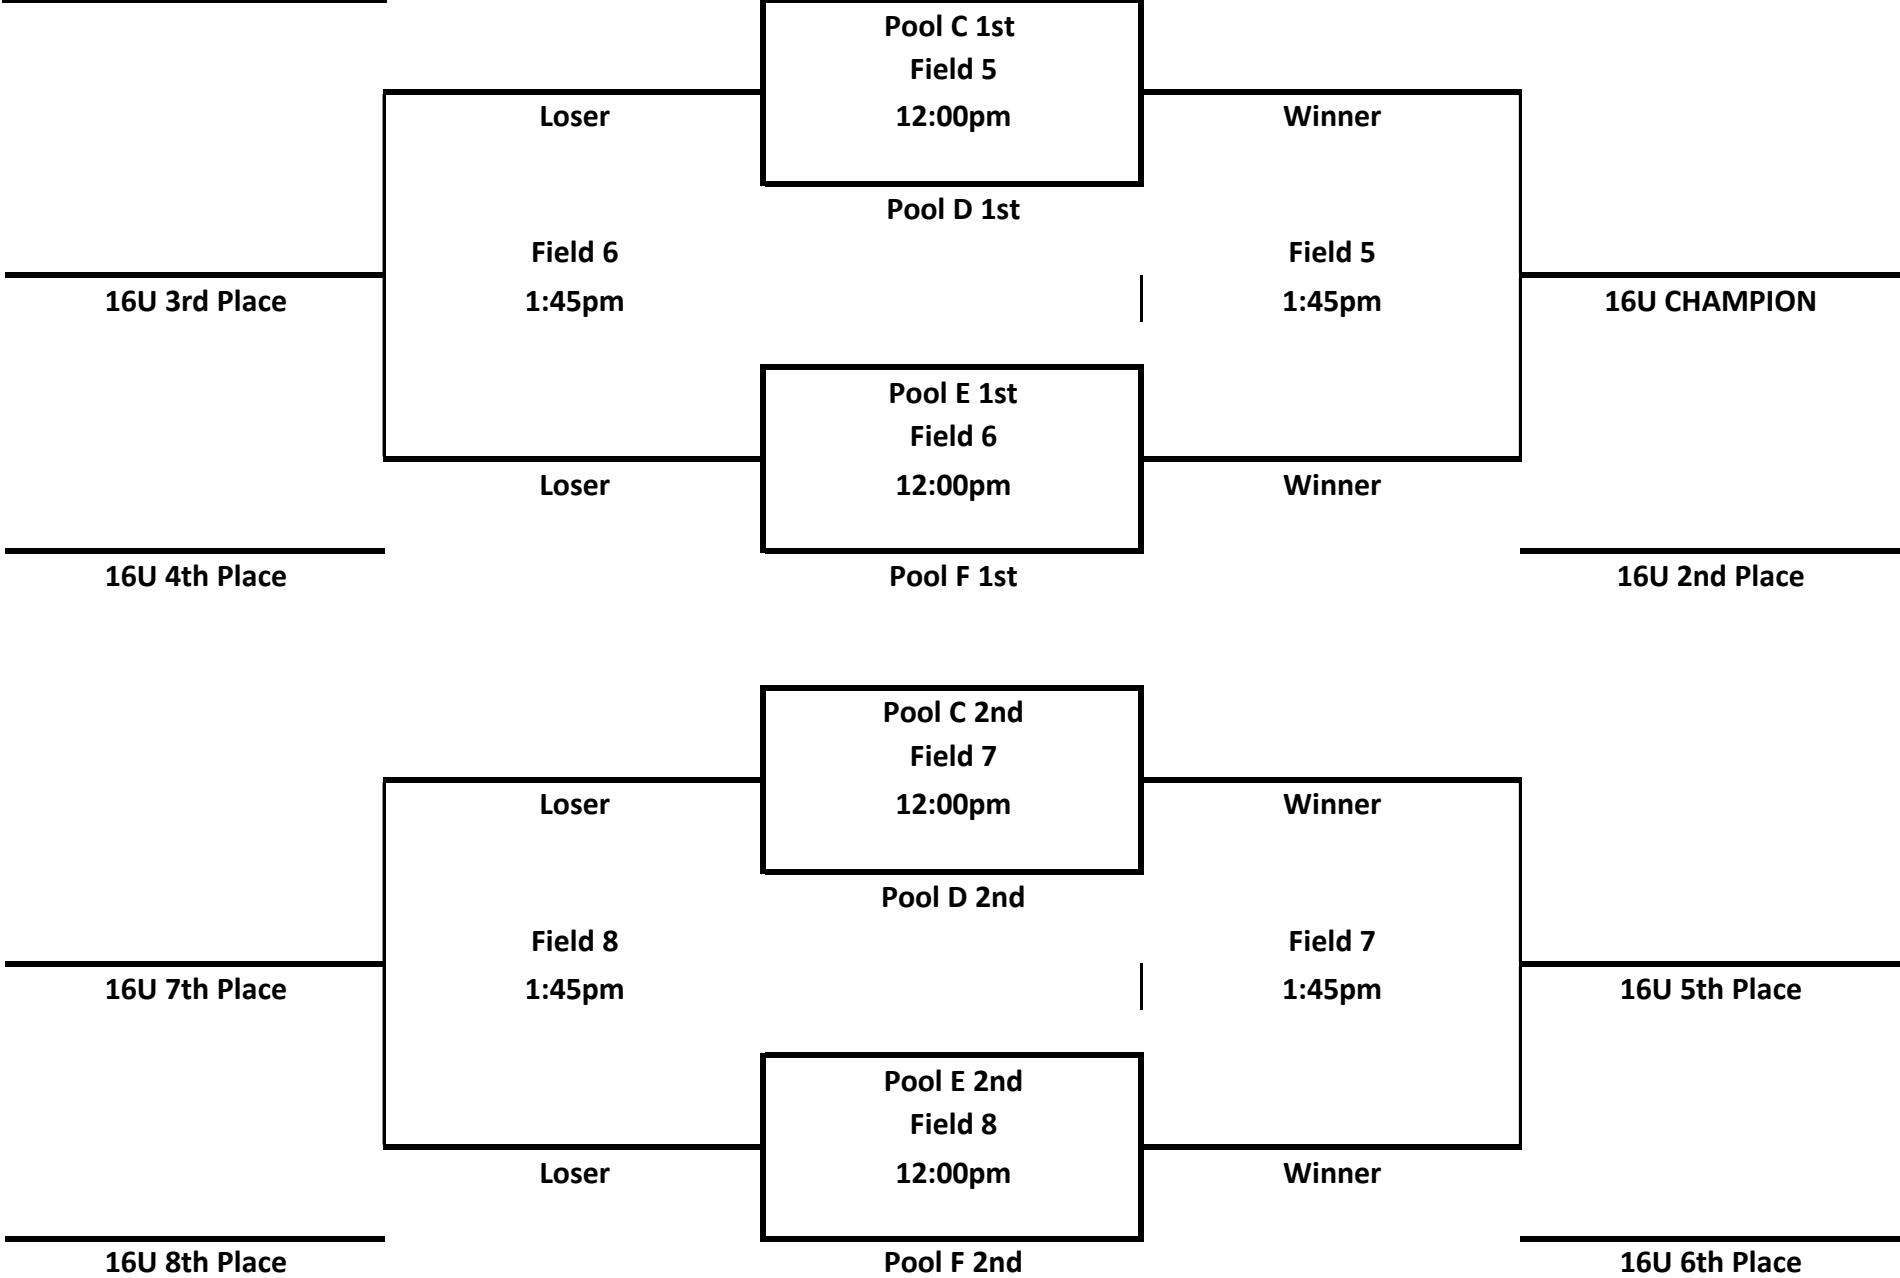 Pool C 1st
Field 5
Loser 12:00pm Winner
Pool D 1st
Field 6 Field 5
16U 3rd Place 1:45pm 1:45pm 16U CHAMPION
Pool E 1st
Field 6
Loser 12:00pm Winner
16U 4th Place Pool F 1st 16U 2nd Place
Pool C 2nd
Field 7
Loser 12:00pm Winner
Pool D 2nd
Field 8 Field 7
16U 7th Place 1:45pm 1:45pm 16U 5th Place
Pool E 2nd
Field 8
Loser 12:00pm Winner
16U 8th Place Pool F 2nd 16U 6th Place